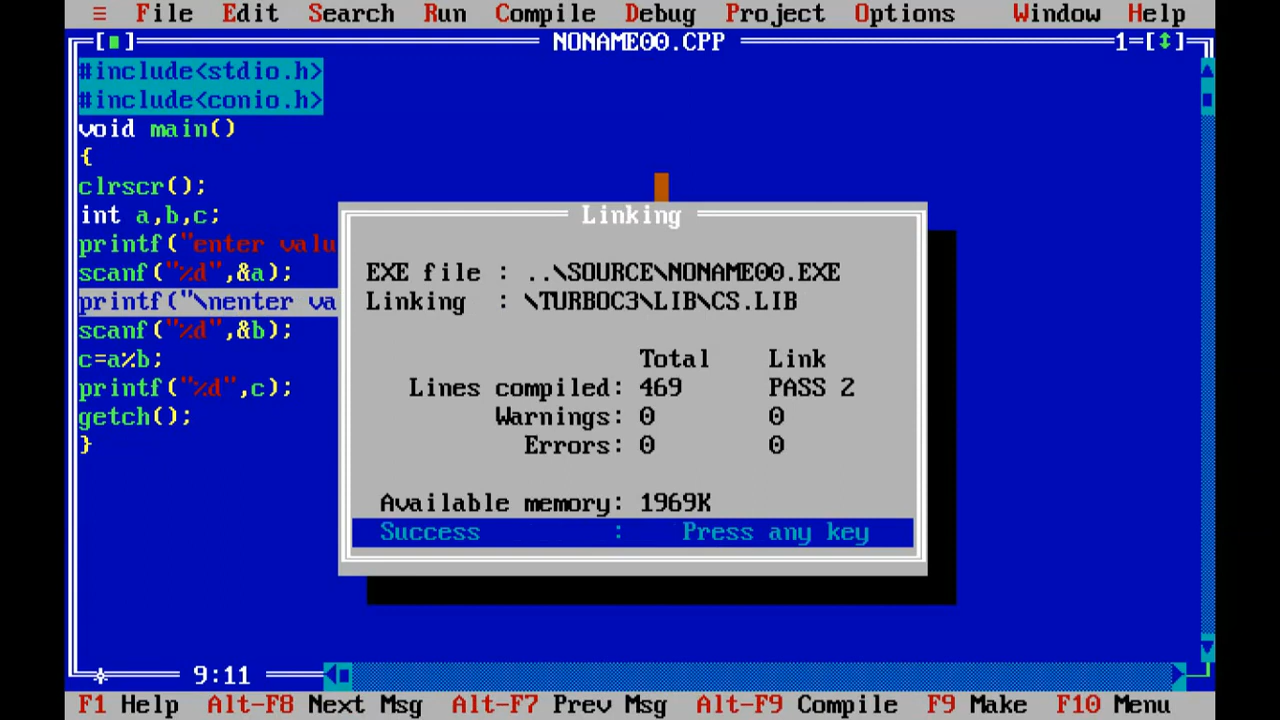 ≡ File Edit Search Run Compile Debug Project Options Window Help
[■] NONAME00.CPP 1=[↕]
#include<stdio.h>
#include<conio.h>
void main()
{
clrscr();
int a,b,c;
printf("enter valu
scanf("%d",&a);
printf("\nenter va
scanf("%d",&b);
c=a%b;
printf("%d",c);
getch();
}
Linking
EXE file : ..\SOURCE\NONAME00.EXE
Linking : \TURBOC3\LIB\CS.LIB
Total Link
Lines compiled: 469 PASS 2
Warnings: 0 0
Errors: 0 0
Available memory: 1969K
Success : Press any key
9:11
F1 Help Alt-F8 Next Msg Alt-F7 Prev Msg Alt-F9 Compile F9 Make F10 Menu